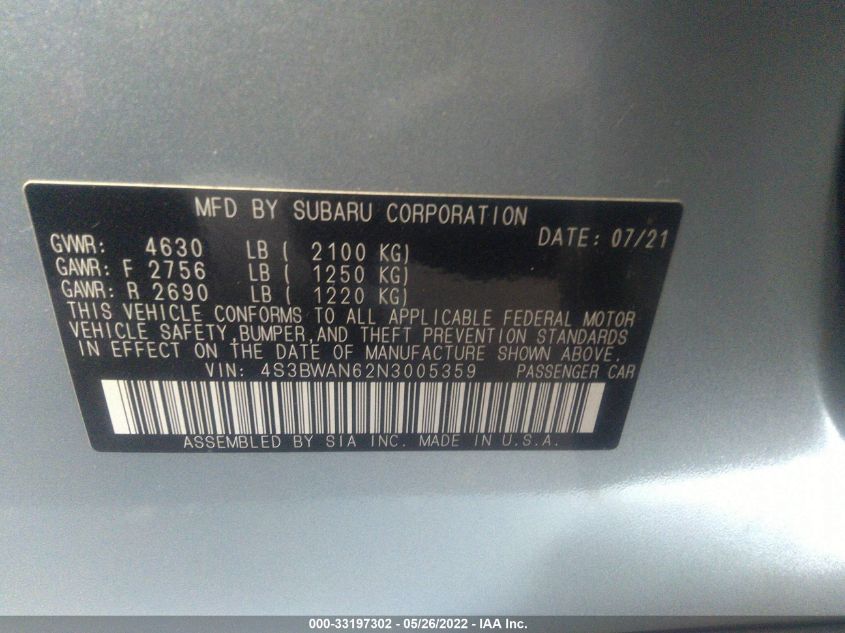 MFD BY SUBARU CORPORATION
DATE: 07/21
GVWR: 4630 LB ( 2100 KG)
GAWR: F 2756 LB ( 1250 KG)
GAWR: R 2690 LB ( 1220 KG)
THIS VEHICLE CONFORMS TO ALL APPLICABLE FEDERAL MOTOR
VEHICLE SAFETY,BUMPER,AND THEFT PREVENTION STANDARDS
IN EFFECT ON THE DATE OF MANUFACTURE SHOWN ABOVE.
VIN: 4S3BWAN62N3005359 PASSENGER CAR
ASSEMBLED BY SIA INC. MADE IN U.S.A.
000-33197302 - 05/26/2022 - IAA Inc.